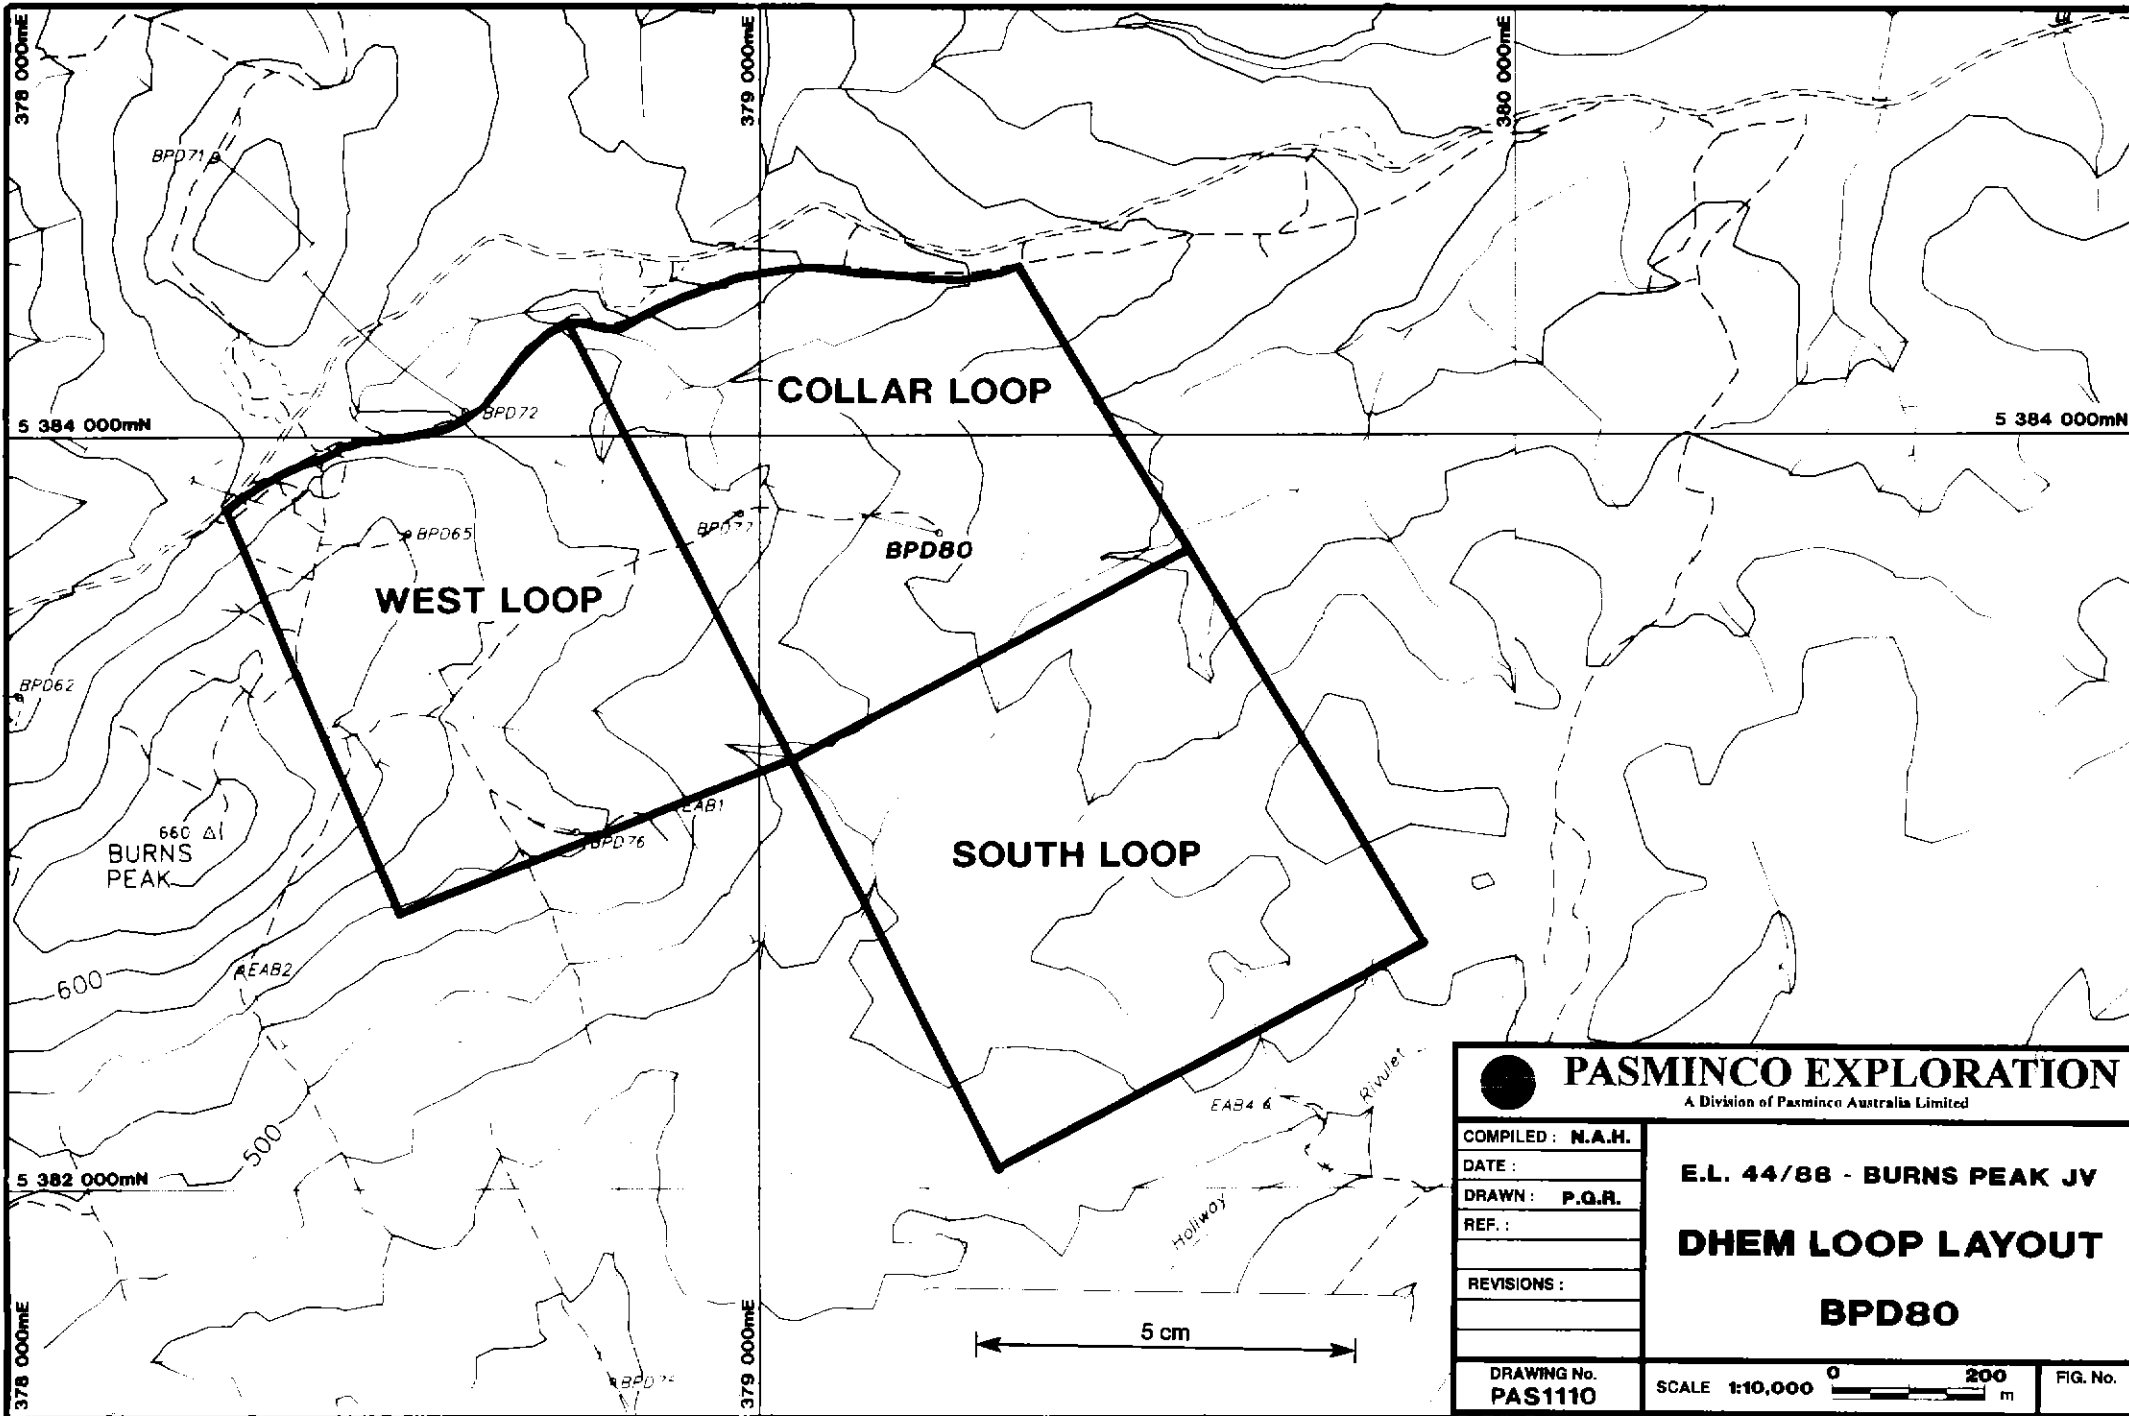 378 000mE
379 000mE
380 000mE
BPD71
BPD72
5 384 000mN
5 384 000mN
COLLAR LOOP
BPD65
BPD77
BPD80
WEST LOOP
BPD62
EAB1
BPD76
660
BURNS
PEAK
SOUTH LOOP
EAB2
600
500
EAB4
Rivulet
Hollway
5 382 000mN
5 cm
378 000mE
379 000mE
PASMINCO EXPLORATION
A Division of Pasminco Australia Limited
COMPILED : N.A.H.
DATE :
DRAWN : P.G.R.
REF. :
REVISIONS :
E.L. 44/88 - BURNS PEAK JV
DHEM LOOP LAYOUT
BPD80
DRAWING No.
PAS1110
SCALE 1:10,000
0 200
m
FIG. No.